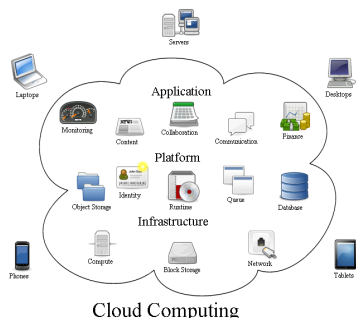 Servers
Laptops
Desktops
Application
Monitoring
NEWS
Content
Collaboration
Communication
Finance
Platform
Object Storage
Identity
Runtime
Queue
Database
Infrastructure
Compute
Block Storage
Network
Phones
Tablets
Cloud Computing